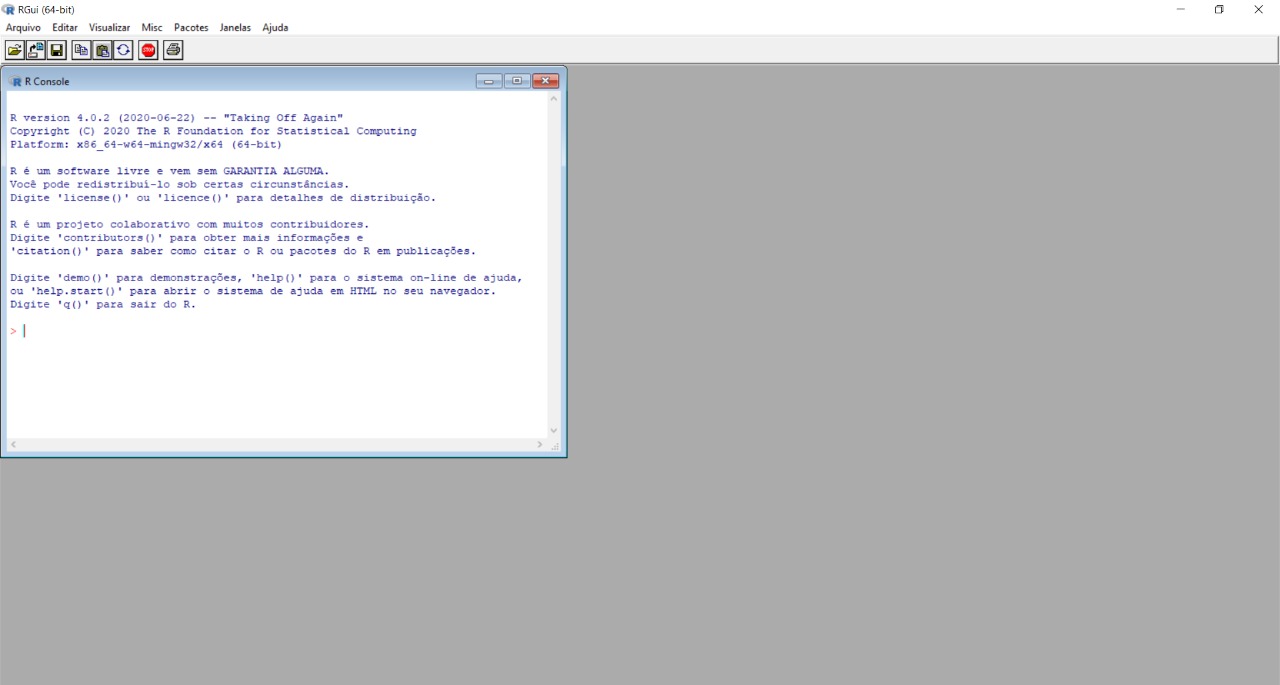 RGui (64-bit)
Arquivo Editar Visualizar Misc Pacotes Janelas Ajuda
STOP
R Console
R version 4.0.2 (2020-06-22) -- "Taking Off Again"
Copyright (C) 2020 The R Foundation for Statistical Computing
Platform: x86_64-w64-mingw32/x64 (64-bit)
R é um software livre e vem sem GARANTIA ALGUMA.
Você pode redistribuí-lo sob certas circunstâncias.
Digite 'license()' ou 'licence()' para detalhes de distribuição.
R é um projeto colaborativo com muitos contribuidores.
Digite 'contributors()' para obter mais informações e
'citation()' para saber como citar o R ou pacotes do R em publicações.
Digite 'demo()' para demonstrações, 'help()' para o sistema on-line de ajuda,
ou 'help.start()' para abrir o sistema de ajuda em HTML no seu navegador.
Digite 'q()' para sair do R.
>